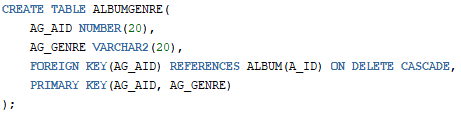 CREATE TABLE ALBUMGENRE(
AG_AID NUMBER(20),
AG_GENRE VARCHAR2(20),
FOREIGN KEY(AG_AID) REFERENCES ALBUM(A_ID) ON DELETE CASCADE,
PRIMARY KEY(AG_AID, AG_GENRE)
);